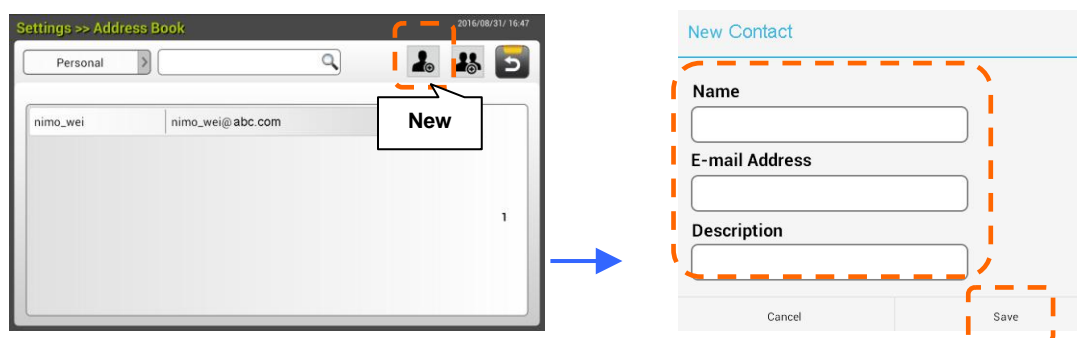 Settings >> Address Book
2016/08/31/ 16:47
Personal >
New
nimo_wei nimo_wei@abc.com
1
New Contact
Name
E-mail Address
Description
Cancel Save